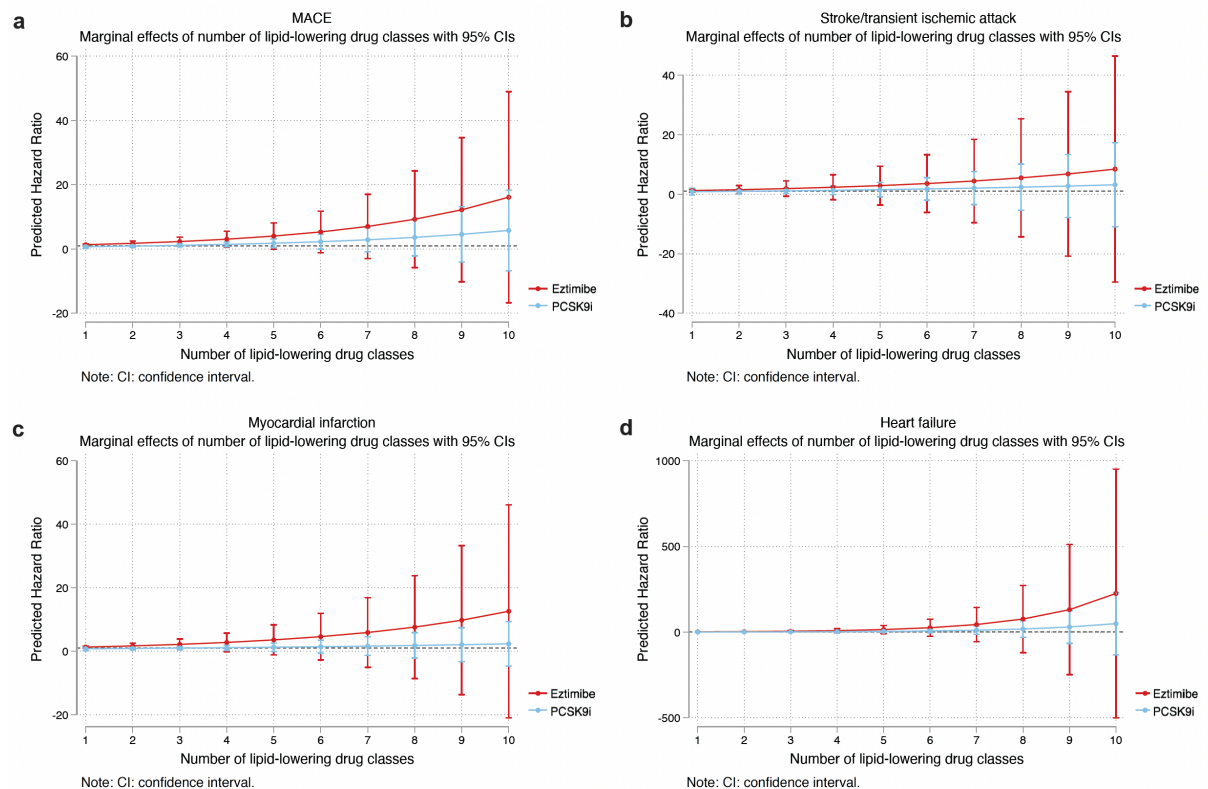 a
MACE
Marginal effects of number of lipid-lowering drug classes with 95% CIs
Predicted Hazard Ratio
60
40
20
0
-20
1 2 3 4 5 6 7 8 9 10
Number of lipid-lowering drug classes
Eztimibe
PCSK9i
Note: CI: confidence interval.
b
Stroke/transient ischemic attack
Marginal effects of number of lipid-lowering drug classes with 95% CIs
Predicted Hazard Ratio
40
20
0
-20
-40
1 2 3 4 5 6 7 8 9 10
Number of lipid-lowering drug classes
Eztimibe
PCSK9i
Note: CI: confidence interval.
c
Myocardial infarction
Marginal effects of number of lipid-lowering drug classes with 95% CIs
Predicted Hazard Ratio
60
40
20
0
-20
1 2 3 4 5 6 7 8 9 10
Number of lipid-lowering drug classes
Eztimibe
PCSK9i
Note: CI: confidence interval.
d
Heart failure
Marginal effects of number of lipid-lowering drug classes with 95% CIs
Predicted Hazard Ratio
1000
500
0
-500
1 2 3 4 5 6 7 8 9 10
Number of lipid-lowering drug classes
Eztimibe
PCSK9i
Note: CI: confidence interval.